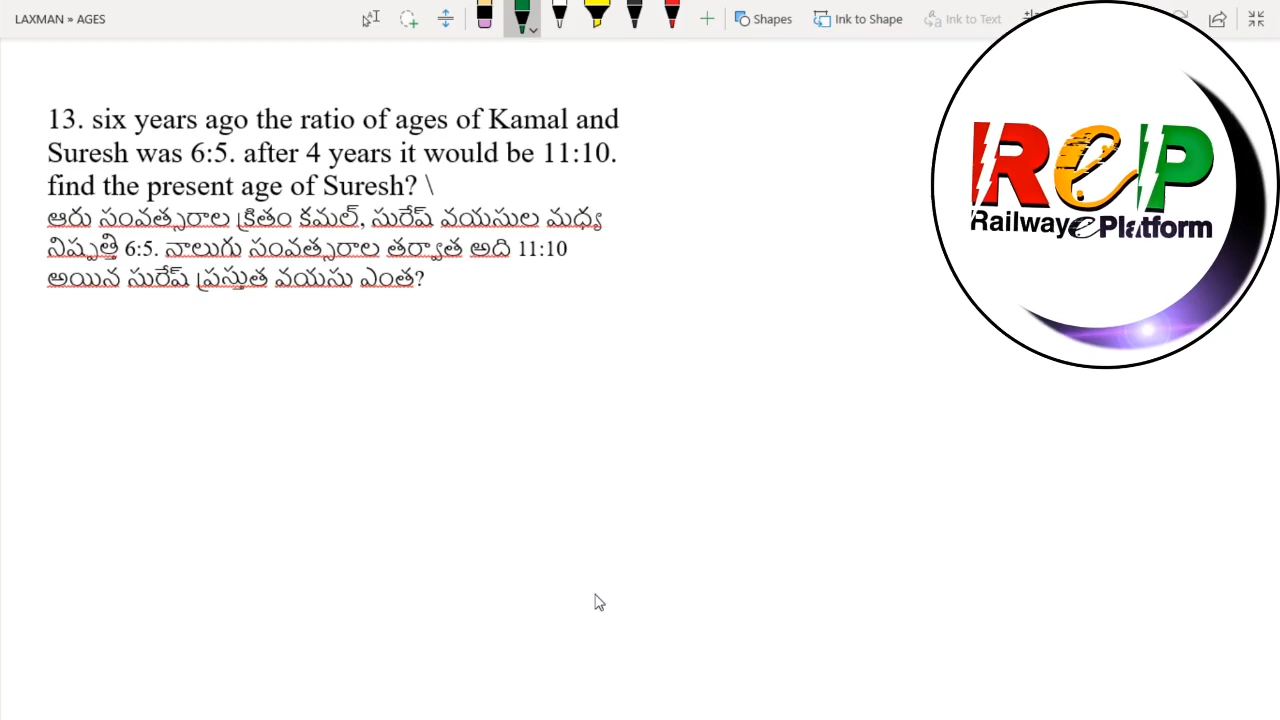 LAXMAN » AGES
Shapes
Ink to Shape
Ink to Text
13. six years ago the ratio of ages of Kamal and
Suresh was 6:5. after 4 years it would be 11:10.
find the present age of Suresh? \
ఆరు సంవత్సరాల క్రితం కమల్, సురేష్ వయసుల మధ్య
నిష్పత్తి 6:5. నాలుగు సంవత్సరాల తర్వాత అది 11:10
అయిన సురేష్ ప్రస్తుత వయసు ఎంత?
ReP
Railway e Platform